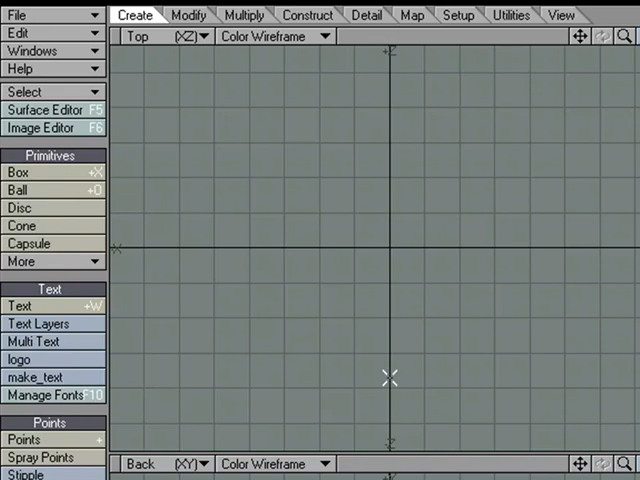 File
Create Modify Multiply Construct Detail Map Setup Utilities View
Edit
Top (XZ) Color Wireframe
Windows
+Z
Help
Select
Surface Editor F5
Image Editor F6
Primitives
Box +X
Ball +O
Disc
Cone
Capsule
-X
More
Text
Text +W
Text Layers
Multi Text
logo
make_text
Manage Fonts F10
Points
Points +
-Z
Spray Points
Back (XY) Color Wireframe
Stipple